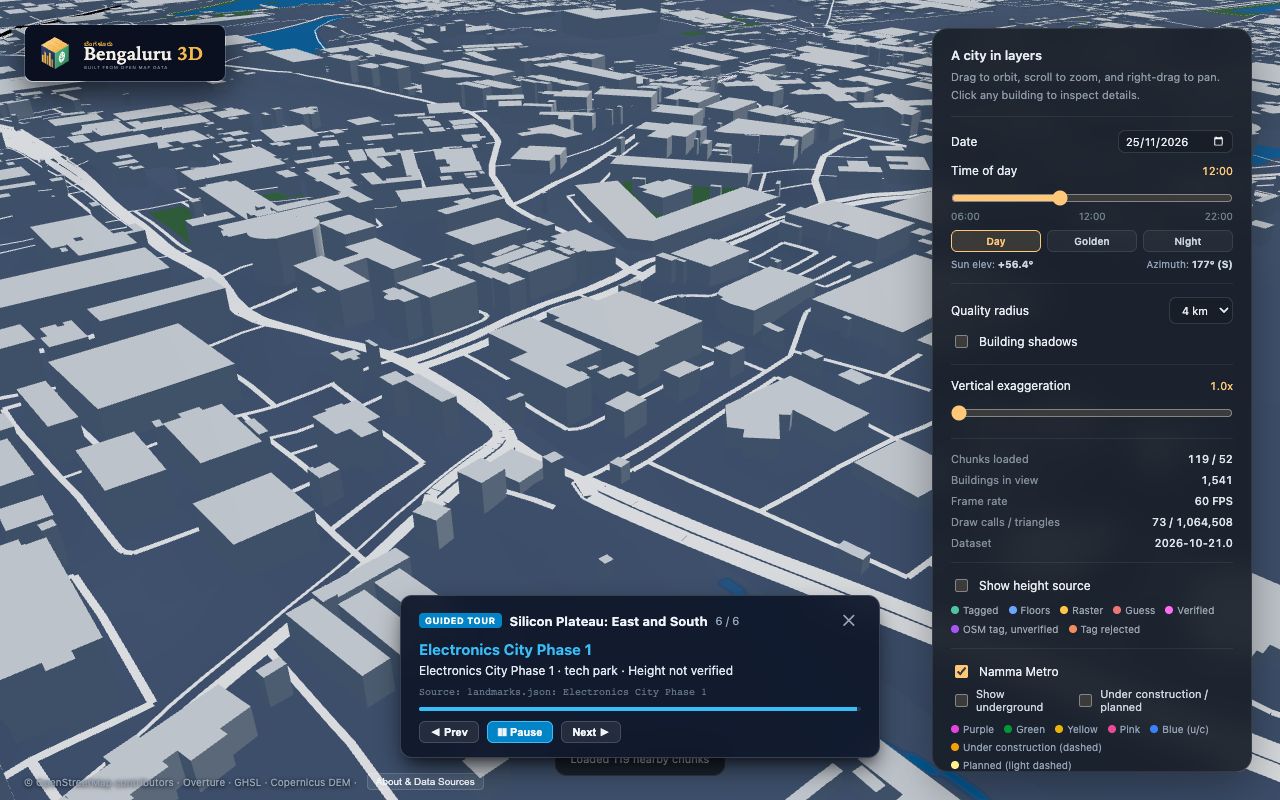 Bengaluru 3D
BUILT FROM OPEN MAP DATA
A city in layers
Drag to orbit, scroll to zoom, and right-drag to pan.
Click any building to inspect details.
Date 25/11/2026
Time of day 12:00
06:00 12:00 22:00
Day Golden Night
Sun elev: +56.4° Azimuth: 177° (S)
Quality radius 4 km
Building shadows
Vertical exaggeration 1.0x
Chunks loaded 119 / 52
Buildings in view 1,541
Frame rate 60 FPS
Draw calls / triangles 73 / 1,064,508
Dataset 2026-10-21.0
Show height source
Tagged Floors Raster Guess Verified
OSM tag, unverified Tag rejected
Namma Metro
Show underground
Under construction / planned
Purple Green Yellow Pink Blue (u/c)
Under construction (dashed)
Planned (light dashed)
GUIDED TOUR Silicon Plateau: East and South 6 / 6
Electronics City Phase 1
Electronics City Phase 1 · tech park · Height not verified
Source: landmarks.json: Electronics City Phase 1
◀ Prev Pause Next ▶
Loaded 119 nearby chunks
© OpenStreetMap contributors · Overture · GHSL · Copernicus DEM · About & Data Sources